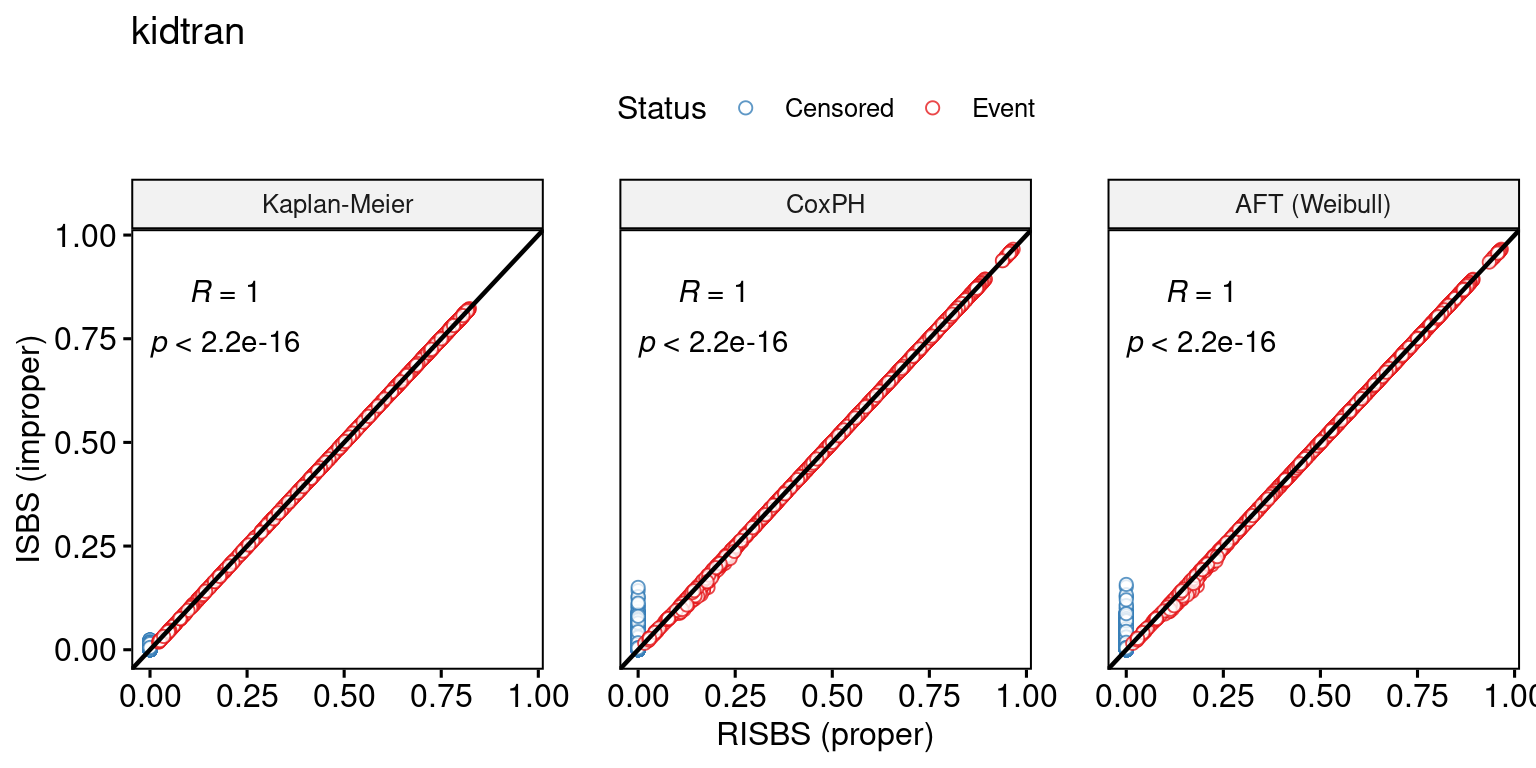 kidtran
Status Censored Event
Kaplan-Meier CoxPH AFT (Weibull)
R = 1 R = 1 R = 1
p < 2.2e-16 p < 2.2e-16 p < 2.2e-16
ISBS (improper)
1.00
0.75
0.50
0.25
0.00
0.00 0.25 0.50 0.75 1.00 0.00 0.25 0.50 0.75 1.00 0.00 0.25 0.50 0.75 1.00
RISBS (proper)